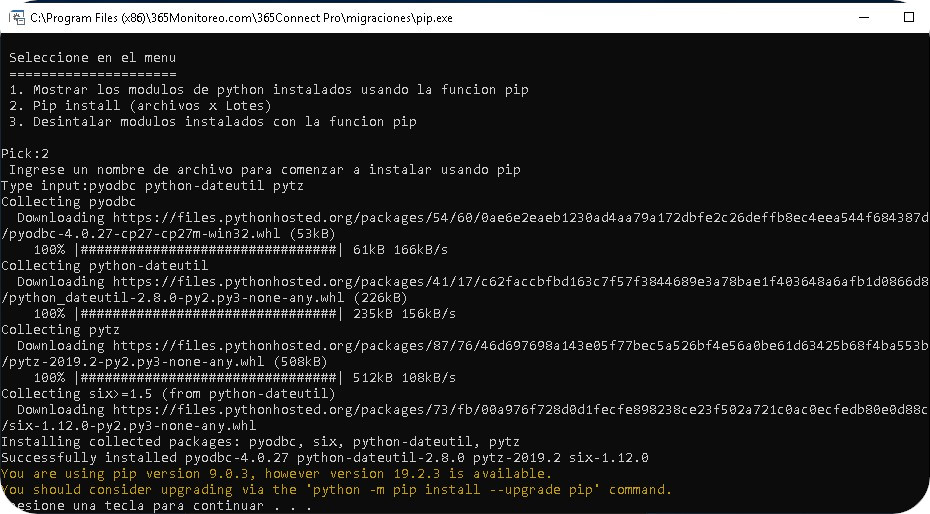 C:\Program Files (x86)\365Monitoreo.com\365Connect Pro\migraciones\pip.exe
Seleccione en el menu
=====================
1. Mostrar los modulos de python instalados usando la funcion pip
2. Pip install (archivos x Lotes)
3. Desintalar modulos instalados con la funcion pip
Pick:2
Ingrese un nombre de archivo para comenzar a instalar usando pip
Type input:pyodbc python-dateutil pytz
Collecting pyodbc
Downloading https://files.pythonhosted.org/packages/54/60/0ae6e2eaeb1230ad4aa79a172dbfe2c26deffb8ec4eea544f684387d
/pyodbc-4.0.27-cp27-cp27m-win32.whl (53kB)
100% |################################| 61kB 166kB/s
Collecting python-dateutil
Downloading https://files.pythonhosted.org/packages/41/17/c62faccbfbd163c7f57f3844689e3a78bae1f403648a6afb1d0866d8
/python_dateutil-2.8.0-py2.py3-none-any.whl (226kB)
100% |################################| 235kB 156kB/s
Collecting pytz
Downloading https://files.pythonhosted.org/packages/87/76/46d697698a143e05f77bec5a526bf4e56a0be61d63425b68f4ba553b
/pytz-2019.2-py2.py3-none-any.whl (508kB)
100% |################################| 512kB 108kB/s
Collecting six>=1.5 (from python-dateutil)
Downloading https://files.pythonhosted.org/packages/73/fb/00a976f728d0d1fecfe898238ce23f502a721c0ac0ecfedb80e0d88c
/six-1.12.0-py2.py3-none-any.whl
Installing collected packages: pyodbc, six, python-dateutil, pytz
Successfully installed pyodbc-4.0.27 python-dateutil-2.8.0 pytz-2019.2 six-1.12.0
You are using pip version 9.0.3, however version 19.2.3 is available.
You should consider upgrading via the 'python -m pip install --upgrade pip' command.
esione una tecla para continuar . . .